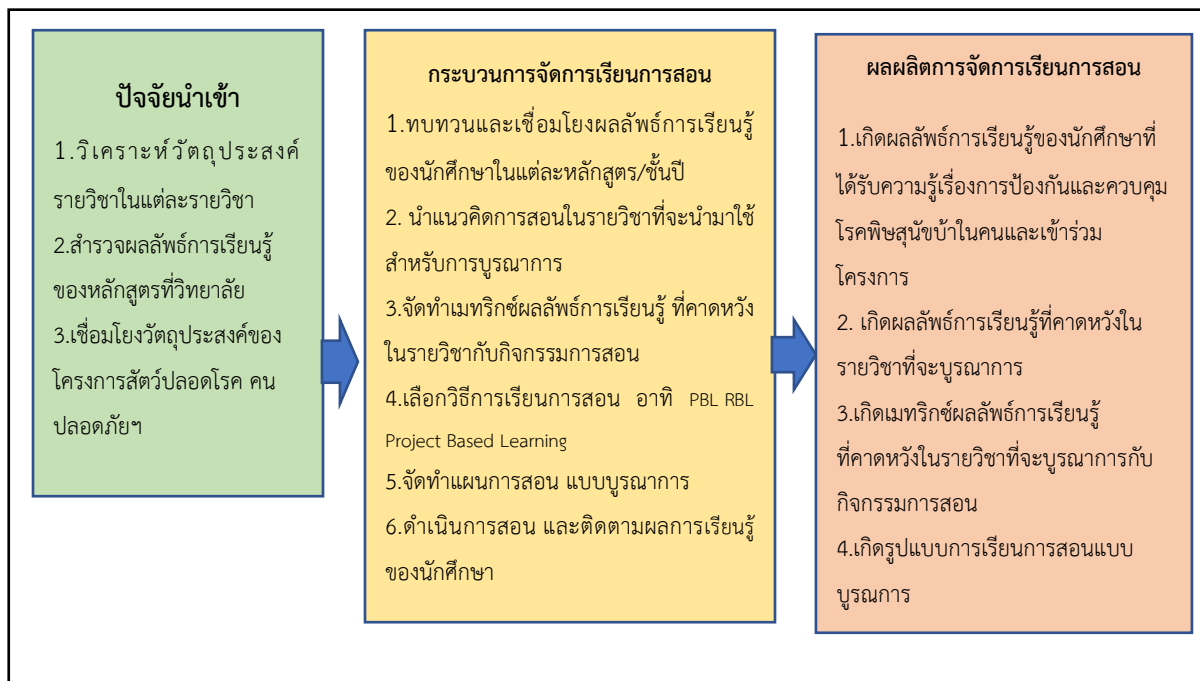 ปัจจัยนำเข้า
1.วิเคราะห์วัตถุประสงค์
รายวิชาในแต่ละรายวิชา
2.สำรวจผลลัพธ์การเรียนรู้
ของหลักสูตรที่วิทยาลัย
3.เชื่อมโยงวัตถุประสงค์ของ
โครงการสัตว์ปลอดโรค คน
ปลอดภัยฯ
กระบวนการจัดการเรียนการสอน
1.ทบทวนและเชื่อมโยงผลลัพธ์การเรียนรู้
ของนักศึกษาในแต่ละหลักสูตร/ชั้นปี
2. นำแนวคิดการสอนในรายวิชาที่จะนำมาใช้
สำหรับการบูรณาการ
3.จัดทำเมทริกซ์ผลลัพธ์การเรียนรู้ ที่คาดหวัง
ในรายวิชากับกิจกรรมการสอน
4.เลือกวิธีการเรียนการสอน อาทิ PBL RBL
Project Based Learning
5.จัดทำแผนการสอน แบบบูรณาการ
6.ดำเนินการสอน และติดตามผลการเรียนรู้
ของนักศึกษา
ผลผลิตการจัดการเรียนการสอน
1.เกิดผลลัพธ์การเรียนรู้ของนักศึกษาที่
ได้รับความรู้เรื่องการป้องกันและควบคุม
โรคพิษสุนัขบ้าในคนและเข้าร่วม
โครงการ
2. เกิดผลลัพธ์การเรียนรู้ที่คาดหวังใน
รายวิชาที่จะบูรณาการ
3.เกิดเมทริกซ์ผลลัพธ์การเรียนรู้
ที่คาดหวังในรายวิชาที่จะบูรณาการกับ
กิจกรรมการสอน
4.เกิดรูปแบบการเรียนการสอนแบบ
บูรณการ